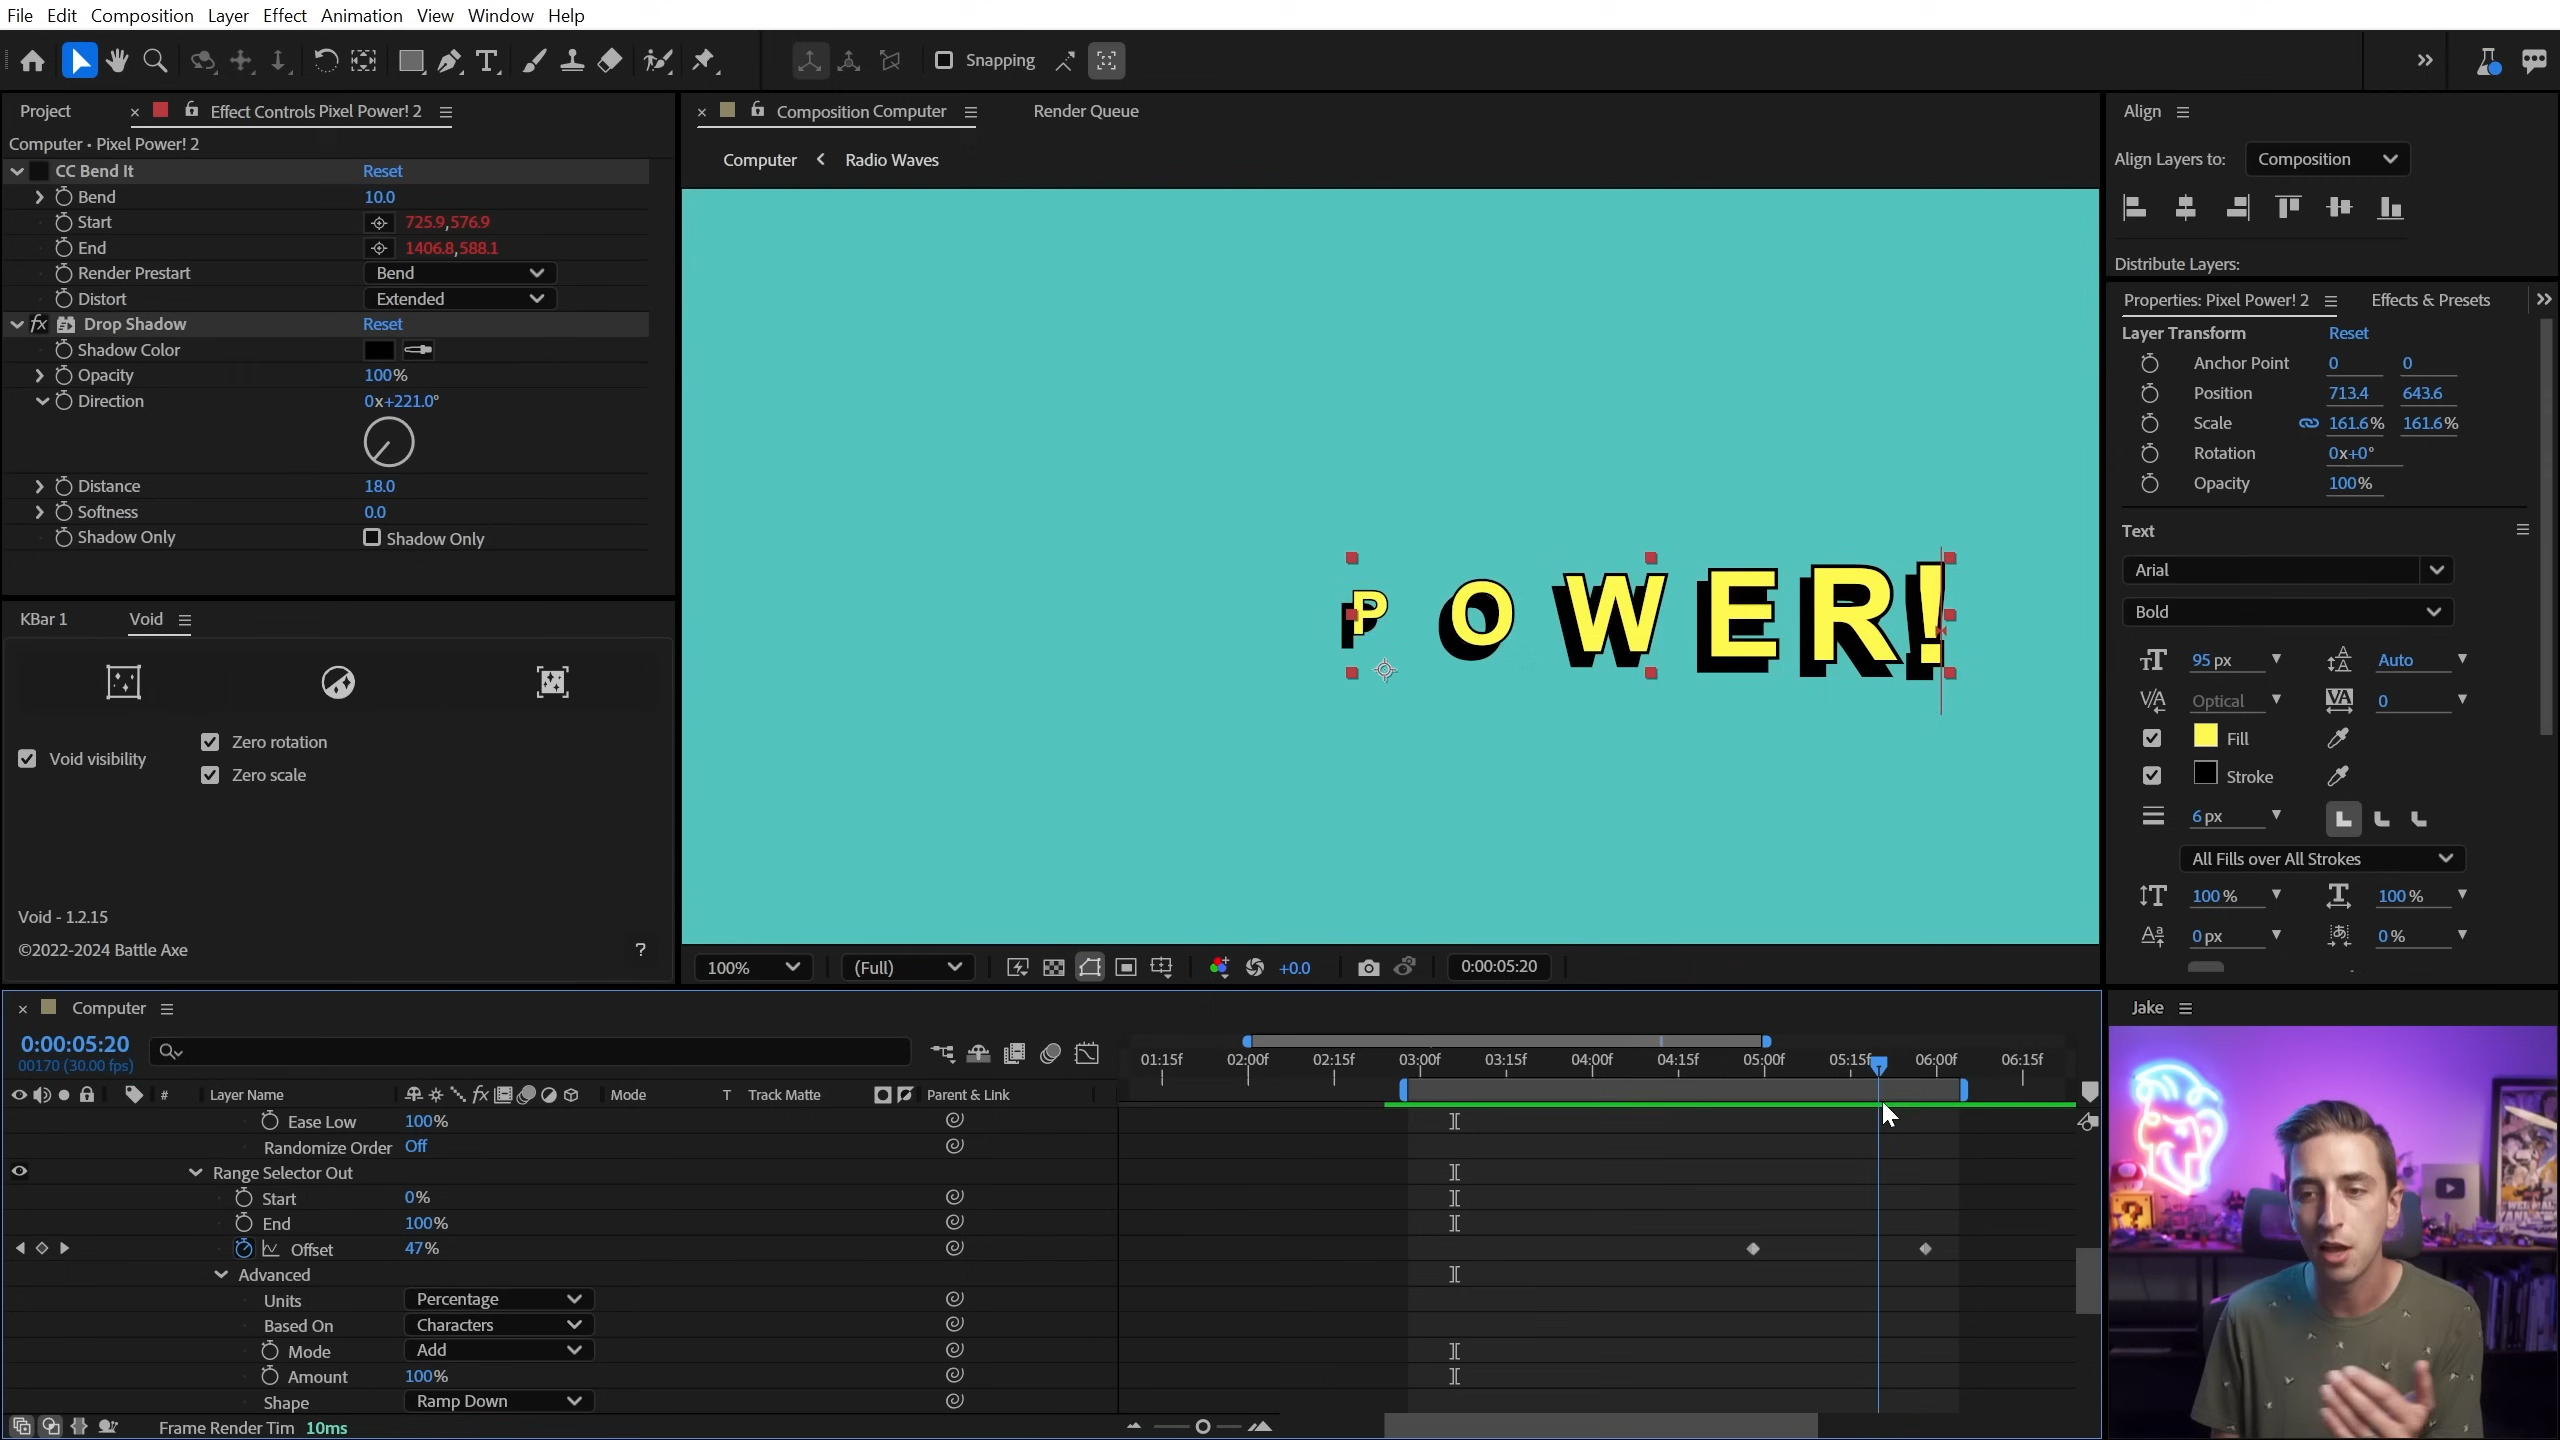 File Edit Composition Layer Effect Animation View Window Help
Snapping
Project Effect Controls Pixel Power! 2
Computer • Pixel Power! 2
CC Bend It Reset
Bend 10.0
Start 725.9,576.9
End 1406.8,588.1
Render Prestart Bend
Distort Extended
fx Drop Shadow Reset
Shadow Color
Opacity 100%
Direction 0x+221.0°
Distance 18.0
Softness 0.0
Shadow Only Shadow Only
KBar 1 Void
Void visibility
Zero rotation
Zero scale
Void - 1.2.15
©2022-2024 Battle Axe ?
Composition Computer Render Queue
Computer Radio Waves
POWER!
100% (Full) +0.0 0:00:05:20
Align
Align Layers to: Composition
Distribute Layers:
Properties: Pixel Power! 2 Effects & Presets
Layer Transform Reset
Anchor Point 0 0
Position 713.4 643.6
Scale 161.6% 161.6%
Rotation 0x+0°
Opacity 100%
Text
Arial
Bold
95 px Auto
Optical 0
Fill
Stroke
6 px
All Fills over All Strokes
100 % 100 %
0 px 0 %
Computer
0:00:05:20
00170 (30.00 fps)
01:15f 02:00f 02:15f 03:00f 03:15f 04:00f 04:15f 05:00f 05:15f 06:00f 06:15f
# Layer Name Mode T Track Matte Parent & Link
Ease Low 100%
Randomize Order Off
Range Selector Out
Start 0%
End 100%
Offset 47%
Advanced
Units Percentage
Based On Characters
Mode Add
Amount 100%
Shape Ramp Down
Frame Render Tim 10ms
Jake